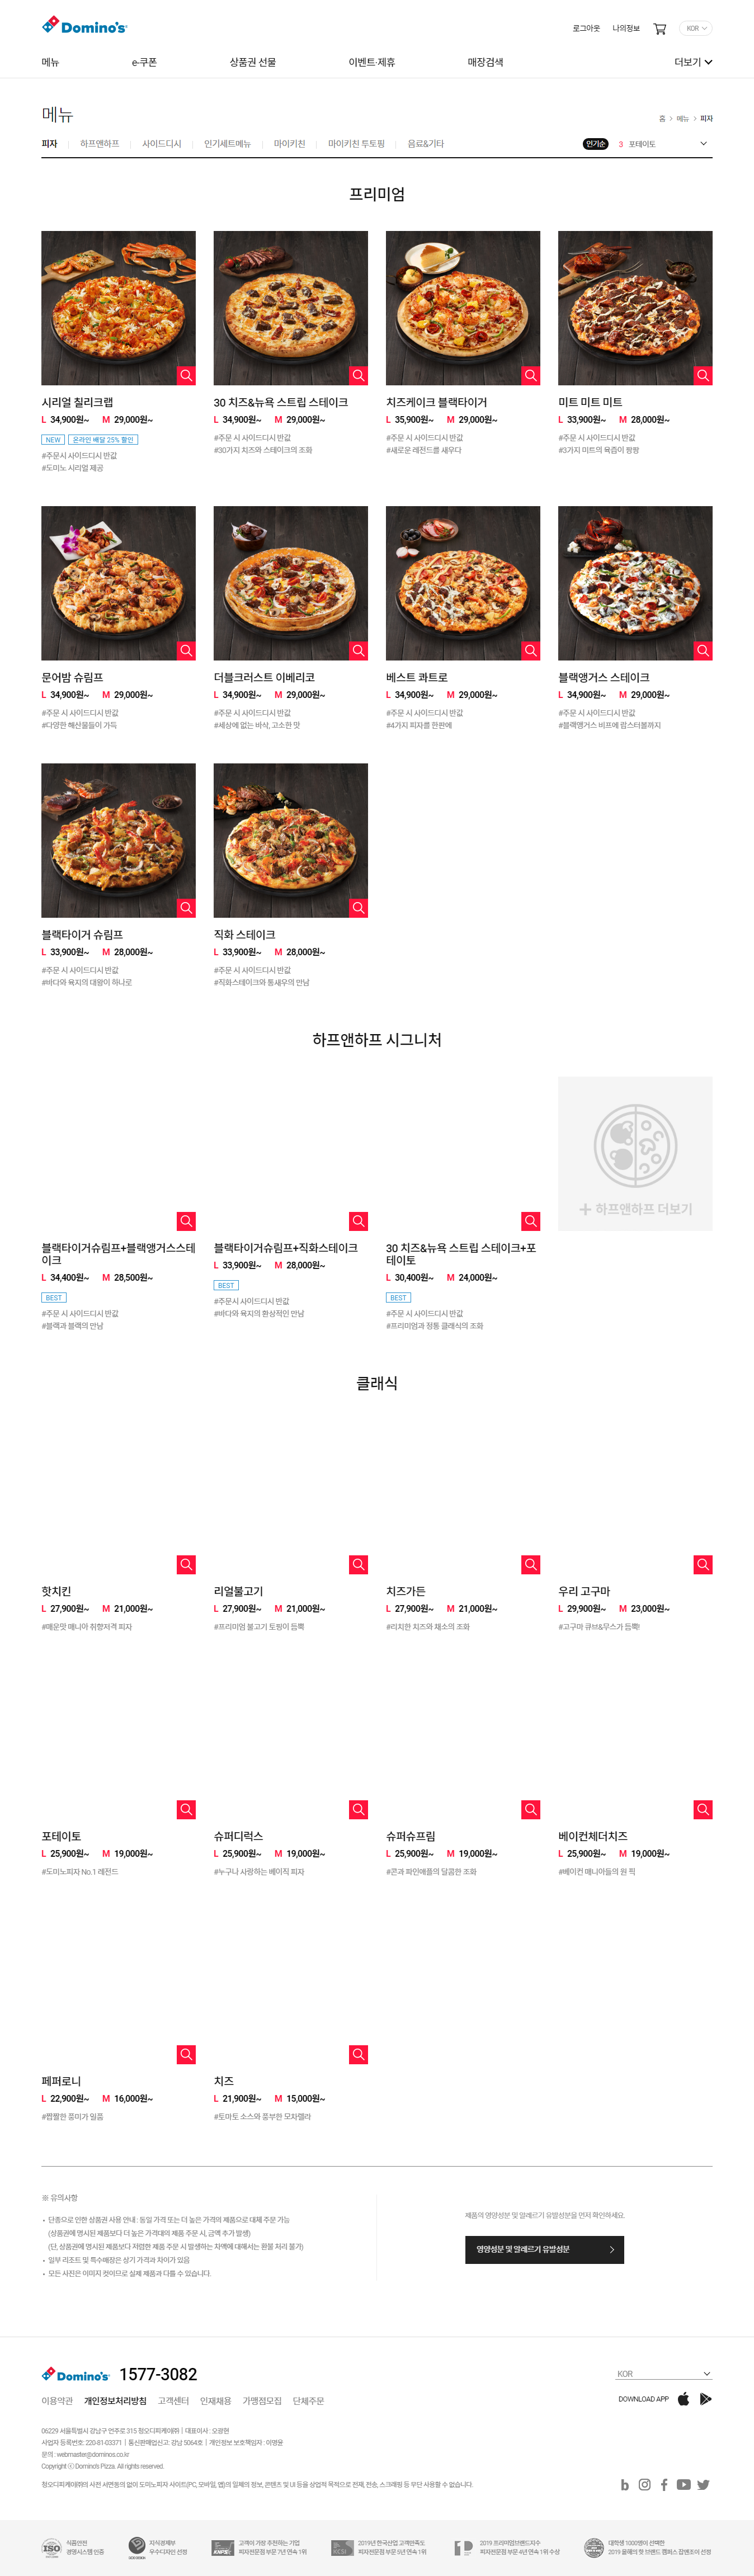 Domino's
로그아웃 나의정보 KOR
메뉴 e-쿠폰 상품권 선물 이벤트·제휴 매장검색 더보기
메뉴
홈 > 메뉴 > 피자
피자 하프앤하프 사이드디시 인기세트메뉴 마이키친 마이키친 투토핑 음료&기타
인기순 3 포테이토
프리미엄
시리얼 칠리크랩
L 34,900원~ M 29,000원~
NEW 온라인 배달 25% 할인
#주문시 사이드디시 반값
#도미노 시리얼 제공
30 치즈&뉴욕 스트립 스테이크
L 34,900원~ M 29,000원~
#주문 시 사이드디시 반값
#30가지 치즈와 스테이크의 조화
치즈케이크 블랙타이거
L 35,900원~ M 29,000원~
#주문 시 사이드디시 반값
#새로운 레전드를 새우다
미트 미트 미트
L 33,900원~ M 28,000원~
#주문 시 사이드디시 반값
#3가지 미트의 육즙이 팡팡
문어밤 슈림프
L 34,900원~ M 29,000원~
#주문 시 사이드디시 반값
#다양한 해산물들이 가득
더블크러스트 이베리코
L 34,900원~ M 29,000원~
#주문 시 사이드디시 반값
#세상에 없는 바삭, 고소한 맛
베스트 콰트로
L 34,900원~ M 29,000원~
#주문 시 사이드디시 반값
#4가지 피자를 한판에
블랙앵거스 스테이크
L 34,900원~ M 29,000원~
#주문 시 사이드디시 반값
#블랙앵거스 비프에 랍스터볼까지
블랙타이거 슈림프
L 33,900원~ M 28,000원~
#주문 시 사이드디시 반값
#바다와 육지의 대왕이 하나로
직화 스테이크
L 33,900원~ M 28,000원~
#주문 시 사이드디시 반값
#직화스테이크와 통새우의 만남
하프앤하프 시그니처
블랙타이거슈림프+블랙앵거스스테
이크
L 34,400원~ M 28,500원~
BEST
#주문 시 사이드디시 반값
#블랙과 블랙의 만남
블랙타이거슈림프+직화스테이크
L 33,900원~ M 28,000원~
BEST
#주문시 사이드디시 반값
#바다와 육지의 환상적인 만남
30 치즈&뉴욕 스트립 스테이크+포
테이토
L 30,400원~ M 24,000원~
BEST
#주문 시 사이드디시 반값
#프리미엄과 정통 클래식의 조화
+ 하프앤하프 더보기
클래식
핫치킨
L 27,900원~ M 21,000원~
#매운맛 매니아 취향저격 피자
리얼불고기
L 27,900원~ M 21,000원~
#프리미엄 불고기 토핑이 듬뿍
치즈가든
L 27,900원~ M 21,000원~
#리치한 치즈와 채소의 조화
우리 고구마
L 29,900원~ M 23,000원~
#고구마 큐브&무스가 듬뿍!
포테이토
L 25,900원~ M 19,000원~
#도미노피자 No.1 레전드
슈퍼디럭스
L 25,900원~ M 19,000원~
#누구나 사랑하는 베이직 피자
슈퍼슈프림
L 25,900원~ M 19,000원~
#콘과 파인애플의 달콤한 조화
베이컨체더치즈
L 25,900원~ M 19,000원~
#베이컨 매니아들의 원 픽
페퍼로니
L 22,900원~ M 16,000원~
#짭짤한 풍미가 일품
치즈
L 21,900원~ M 15,000원~
#토마토 소스와 풍부한 모차렐라
※ 유의사항
• 단종으로 인한 상품권 사용 안내 : 동일 가격 또는 더 높은 가격의 제품으로 대체 주문 가능
(상품권에 명시된 제품보다 더 높은 가격대의 제품 주문 시, 금액 추가 발생)
(단, 상품권에 명시된 제품보다 저렴한 제품 주문 시 발생하는 차액에 대해서는 환불 처리 불가)
• 일부 리조트 및 특수매장은 상기 가격과 차이가 있음
• 모든 사진은 이미지 컷이므로 실제 제품과 다를 수 있습니다.
제품의 영양성분 및 알레르기 유발성분을 먼저 확인하세요.
영양성분 및 알레르기 유발성분
Domino's 1577-3082
KOR
이용약관 개인정보처리방침 고객센터 인재채용 가맹점모집 단체주문
DOWNLOAD APP
06229 서울특별시 강남구 언주로 315 청오디피케이㈜ | 대표이사 : 오광현
사업자 등록번호: 220-81-03371 | 통신판매업신고: 강남 5064호 | 개인정보 보호책임자 : 이명윤
문의 : webmaster@dominos.co.kr
Copyright ⓒ Domino's Pizza. All rights reserved.
청오디피케이㈜의 사전 서면동의 없이 도미노피자 사이트(PC, 모바일, 앱)의 일체의 정보, 콘텐츠 및 UI 등을 상업적 목적으로 전재, 전송, 스크래핑 등 무단 사용할 수 없습니다.
ISO
식품안전
경영시스템 인증
GOOD DESIGN
지식경제부
우수디자인 선정
KNPS
고객이 가장 추천하는 기업
피자전문점 부문 7년 연속 1위
KCSI
2019년 한국산업 고객만족도
피자전문점 부문 5년 연속 1위
2019 프리미엄브랜드지수
피자전문점 부문 4년 연속 1위 수상
대학생 1000명이 선택한
2019 올해의 핫 브랜드 캠퍼스 잡앤조이 선정